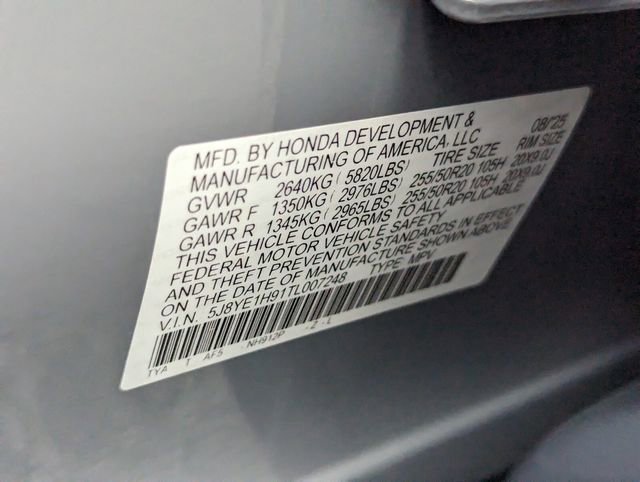 MFD. BY HONDA DEVELOPMENT & 08/25
MANUFACTURING OF AMERICA, LLC
GVWR 2640KG ( 5820LBS) TIRE SIZE RIM SIZE
GAWR F 1350KG ( 2976LBS) 255/50R20 105H 20X9.0J
GAWR R 1345KG ( 2965LBS) 255/50R20 105H 20X9.0J
THIS VEHICLE CONFORMS TO ALL APPLICABLE
FEDERAL MOTOR VEHICLE SAFETY
AND THEFT PREVENTION STANDARDS IN EFFECT
ON THE DATE OF MANUFACTURE SHOWN ABOVE.
V.I.N. 5J8YE1H91TL007248 TYPE MPV
TYA T AF5 NH912P -Z-L